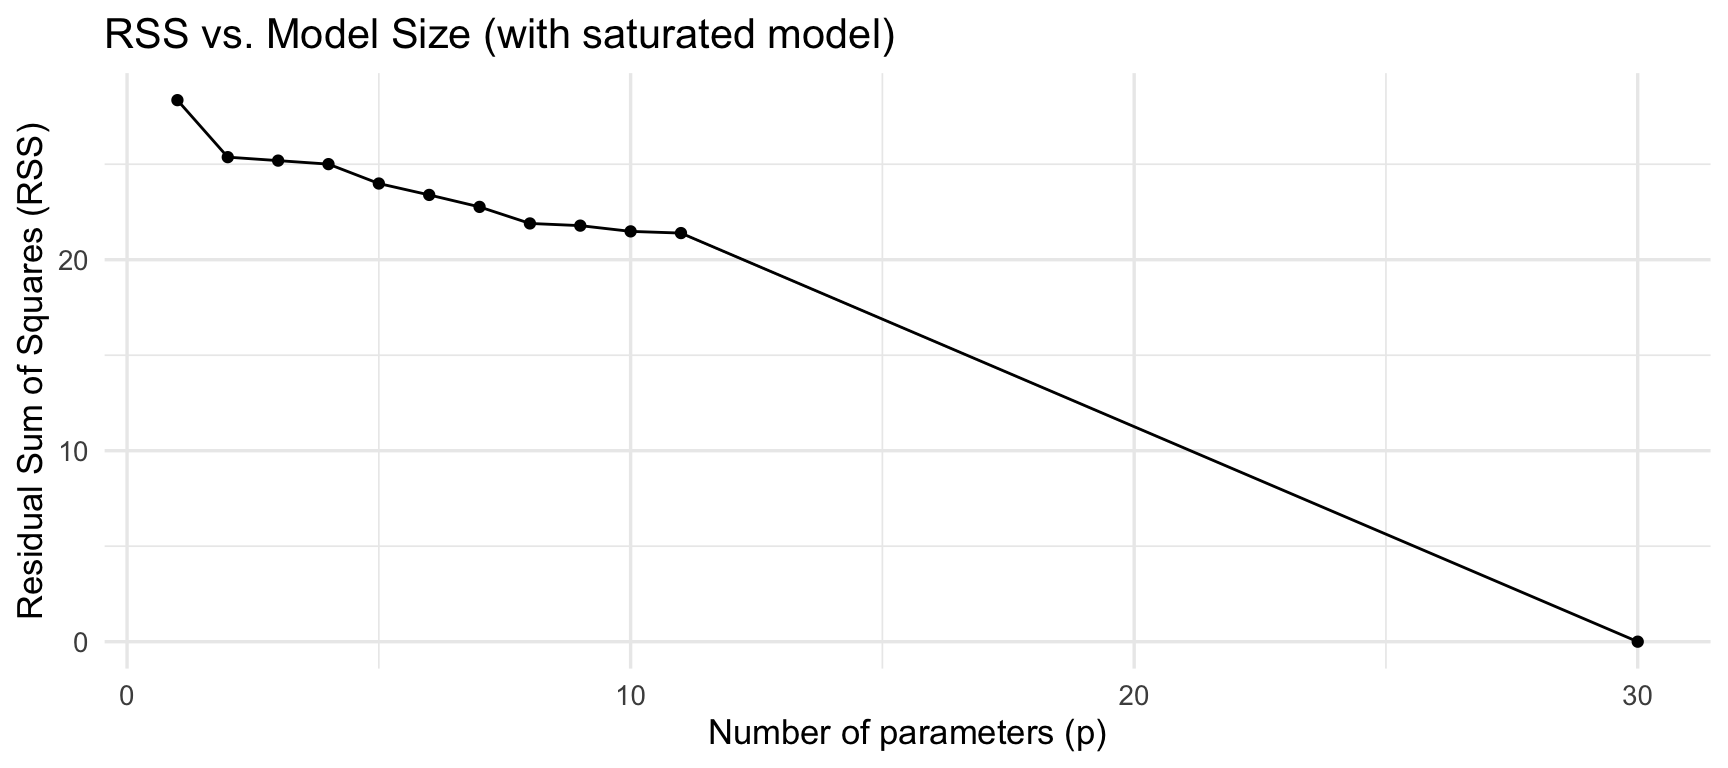 RSS vs. Model Size (with saturated model)
Residual Sum of Squares (RSS)
20
10
0
0
10
20
30
Number of parameters (p)